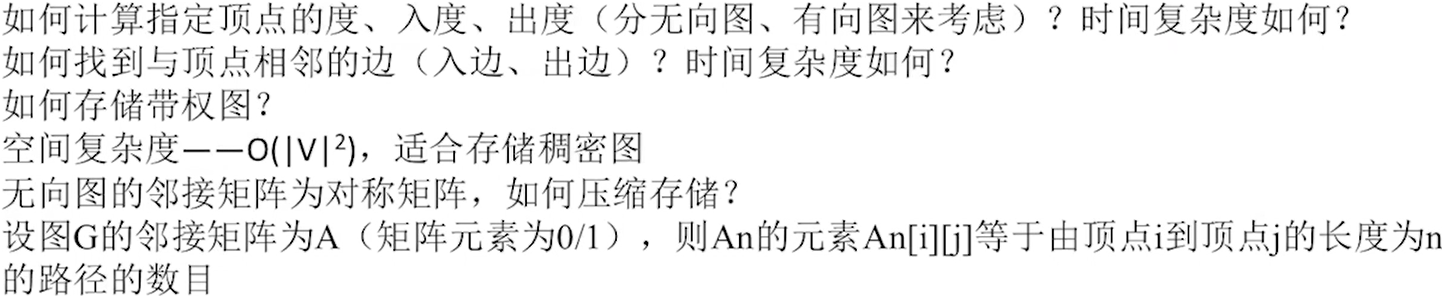 如何计算指定顶点的度、入度、出度（分无向图、有向图来考虑）？时间复杂度如何？
如何找到与顶点相邻的边（入边、出边）？时间复杂度如何？
如何存储带权图？
空间复杂度——O(|V|²)，适合存储稠密图
无向图的邻接矩阵为对称矩阵，如何压缩存储？
设图G的邻接矩阵为A（矩阵元素为0/1），则An的元素An[i][j]等于由顶点i到顶点j的长度为n
的路径的数目